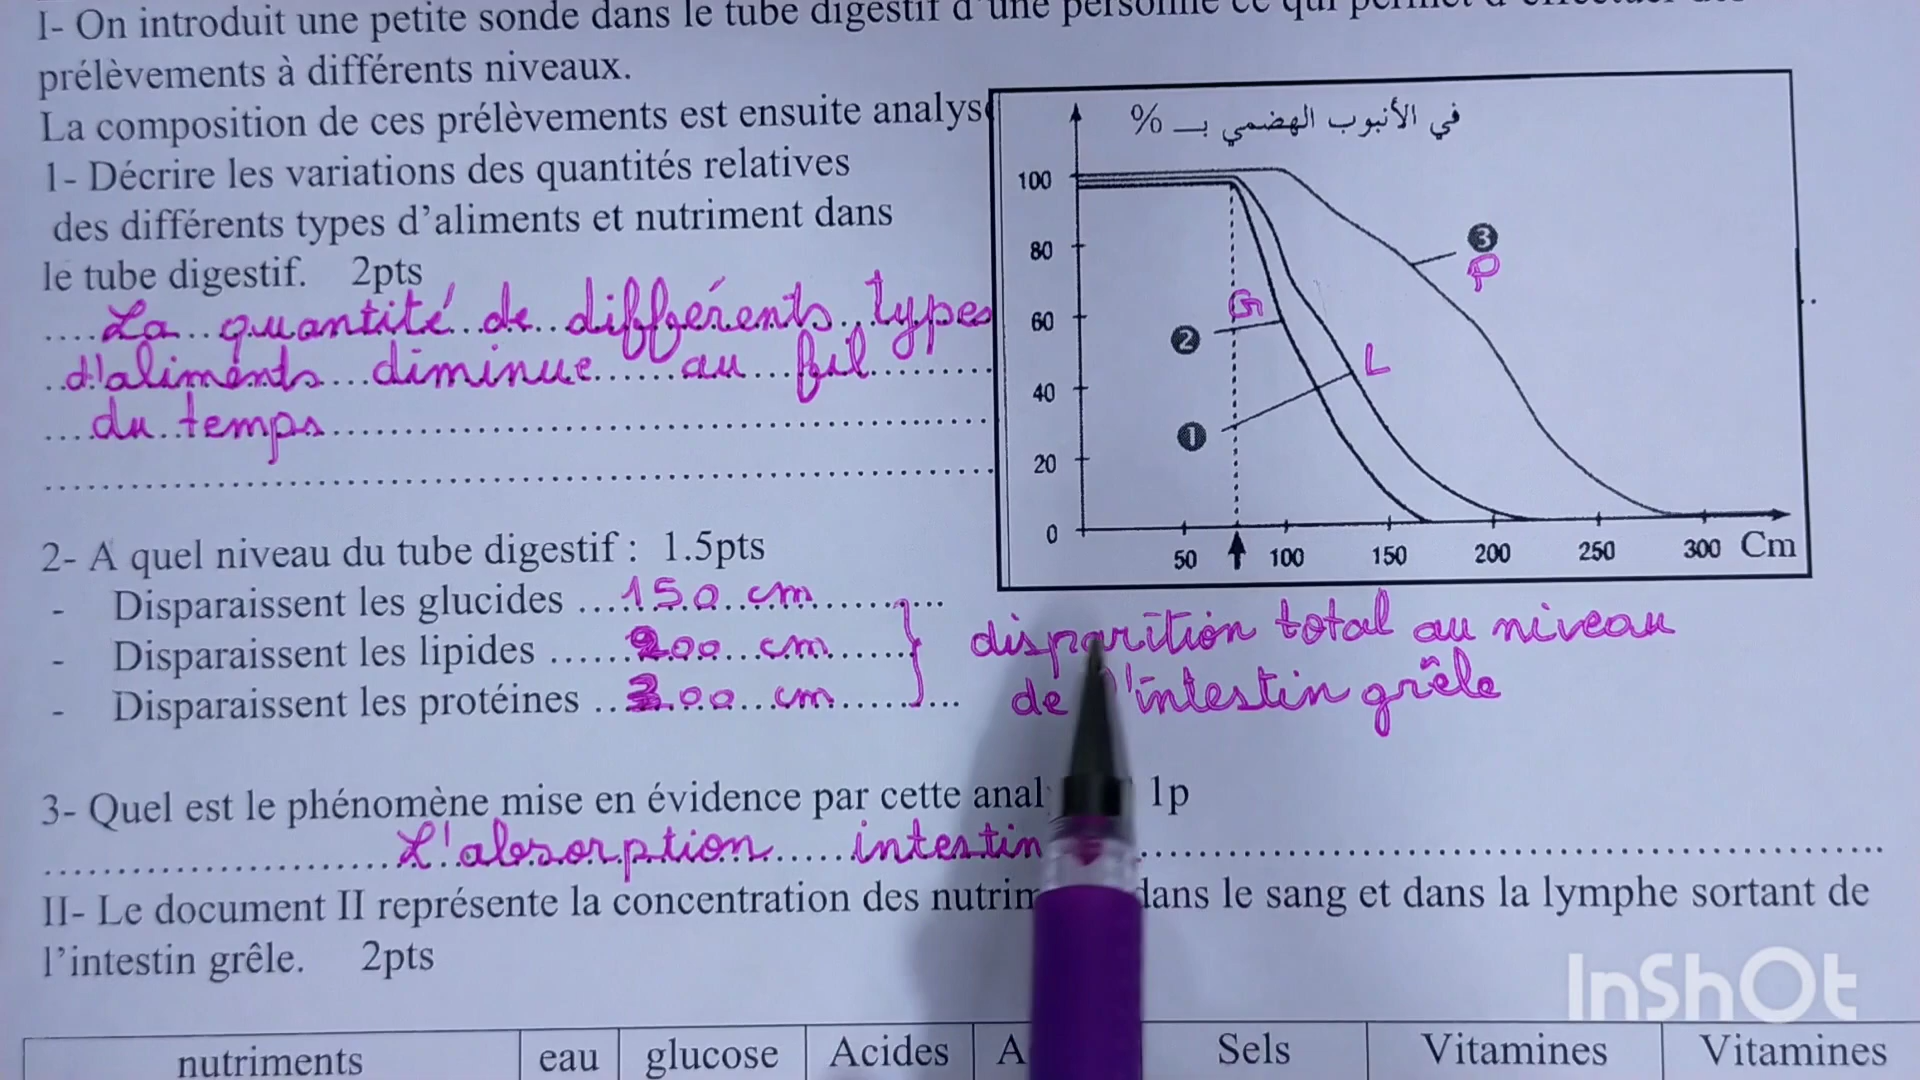 I- On introduit une petite sonde dans le tube digestif d'une personne ce qui permet d'effectuer des
prélèvements à différents niveaux.
La composition de ces prélèvements est ensuite analys
1- Décrire les variations des quantités relatives
des différents types d'aliments et nutriment dans
le tube digestif. 2pts
La quantité de différents types
d'aliments diminue au fil
du temps
% في الأنبوب الهضمي بـ
100
80
60
40
20
0
50 100 150 200 250 300 Cm
3
P
G
2
L
1
2- A quel niveau du tube digestif : 1.5pts
- Disparaissent les glucides ....150 cm
- Disparaissent les lipides ......200 cm
- Disparaissent les protéines ..300 cm
disparition total au niveau
de l'intestin grêle
3- Quel est le phénomène mise en évidence par cette anal 1p
L'absorption intestin
II- Le document II représente la concentration des nutrim dans le sang et dans la lymphe sortant de
l'intestin grêle. 2pts
nutriments eau glucose Acides A Sels Vitamines Vitamines
InShOt